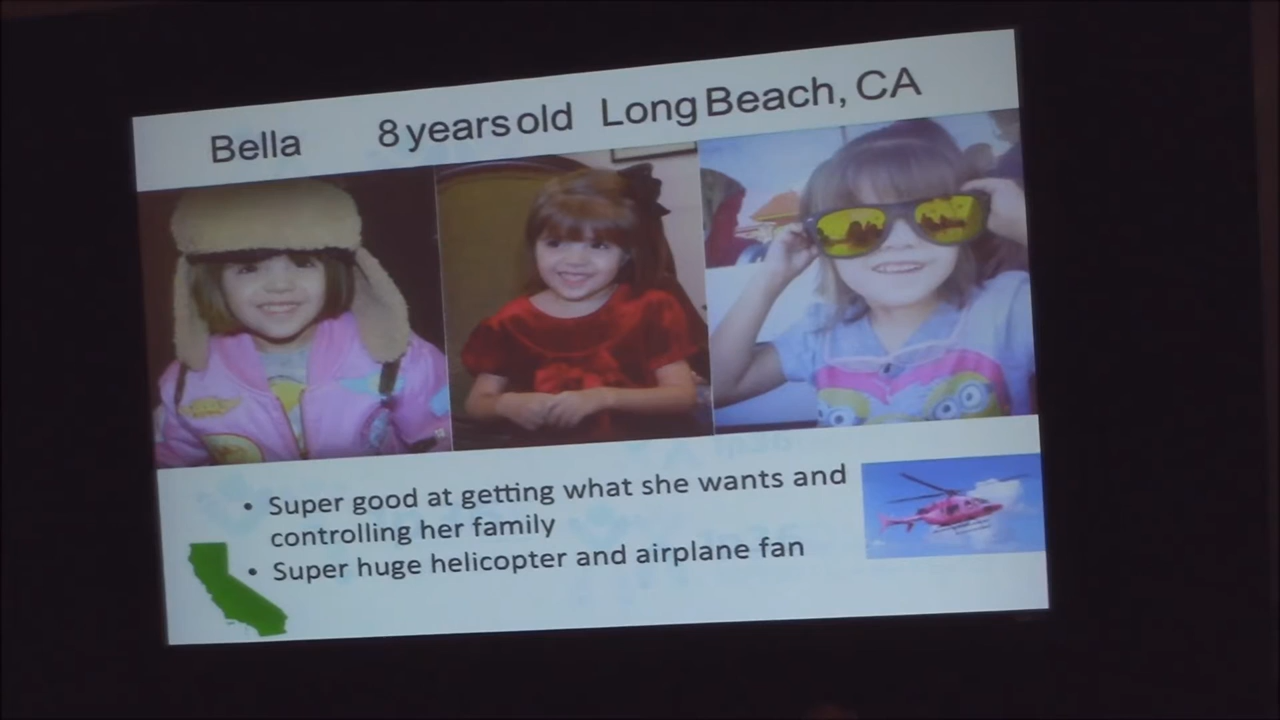 Bella 8 years old Long Beach, CA
• Super good at getting what she wants and
controlling her family
• Super huge helicopter and airplane fan